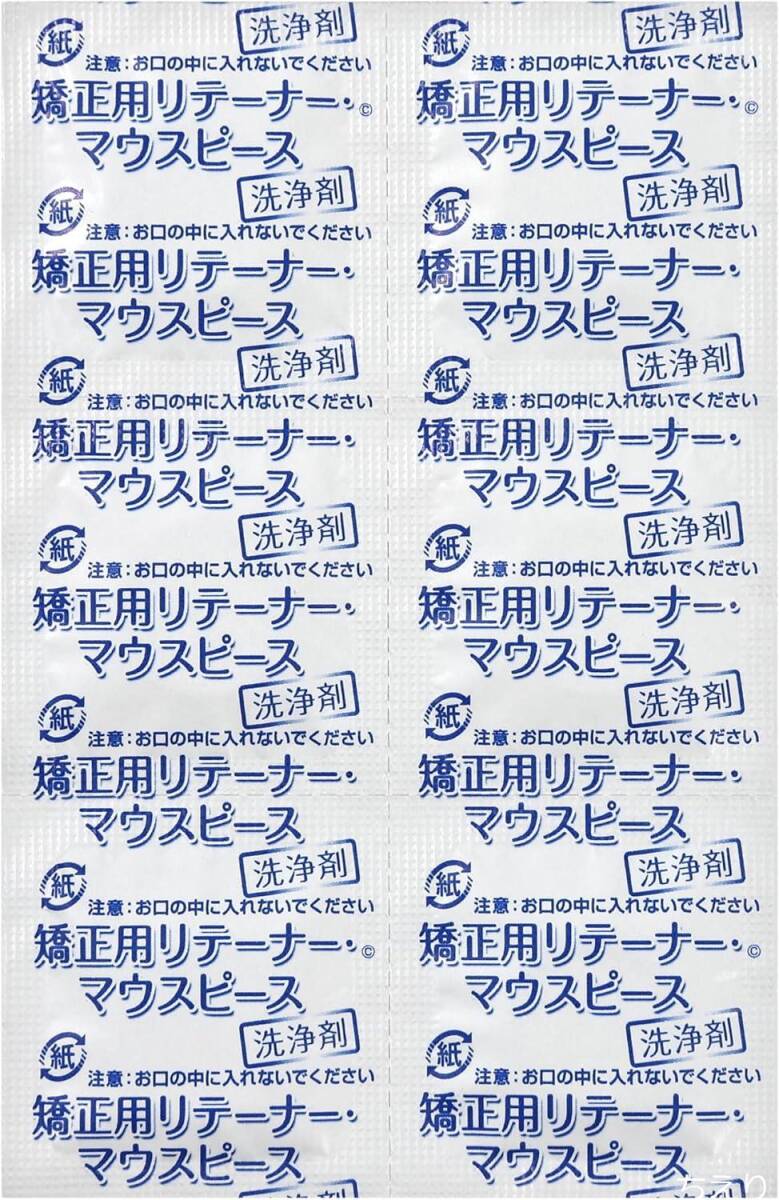 洗浄剤
紙
注意:お口の中に入れないでください
矯正用リテーナー・©
マウスピース
洗浄剤
紙
注意:お口の中に入れないでください
矯正用リテーナー・
マウスピース
洗浄剤
紙
注意:お口の中に入れないでください
矯正用リテーナー・
マウスピース
洗浄剤
紙
注意:お口の中に入れないでください
矯正用リテーナー・
マウスピース
洗浄剤
紙
注意:お口の中に入れないでください
矯正用リテーナー・
マウスピース
洗浄剤
紙
注意:お口の中に入れないでください
矯正用リテーナー・©
マウスピース
洗浄剤
紙
注意:お口の中に入れないでください
矯正用リテーナー・
マウスピース
洗浄剤
洗浄剤
紙
注意:お口の中に入れないでください
矯正用リテーナー・©
マウスピース
洗浄剤
紙
注意:お口の中に入れないでください
矯正用リテーナー・
マウスピース
洗浄剤
紙
注意:お口の中に入れないでください
矯正用リテーナー・
マウスピース
洗浄剤
紙
注意:お口の中に入れないでください
矯正用リテーナー・
マウスピース
洗浄剤
紙
注意:お口の中に入れないでください
矯正用リテーナー・
マウスピース
洗浄剤
紙
注意:お口の中に入れないでください
矯正用リテーナー・©
マウスピース
洗浄剤
紙
注意:お口の中に入れないでください
矯正用リテーナー・
マウスピース
洗浄剤